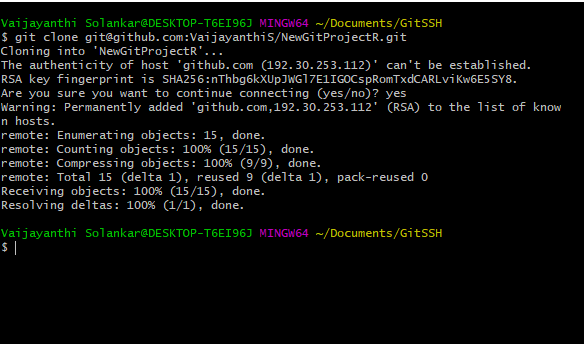 Vaijayanthi Solankar@DESKTOP-T6EI96J MINGW64 ~/Documents/GitSSH
$ git clone git@github.com:VaijayanthiS/NewGitProjectR.git
Cloning into 'NewGitProjectR'...
The authenticity of host 'github.com (192.30.253.112)' can't be established.
RSA key fingerprint is SHA256:nThbg6kXUpJWGl7E1IGOCspRomTxdCARLviKw6E5SY8.
Are you sure you want to continue connecting (yes/no)? yes
Warning: Permanently added 'github.com,192.30.253.112' (RSA) to the list of know
n hosts.
remote: Enumerating objects: 15, done.
remote: Counting objects: 100% (15/15), done.
remote: Compressing objects: 100% (9/9), done.
remote: Total 15 (delta 1), reused 9 (delta 1), pack-reused 0
Receiving objects: 100% (15/15), done.
Resolving deltas: 100% (1/1), done.
Vaijayanthi Solankar@DESKTOP-T6EI96J MINGW64 ~/Documents/GitSSH
$